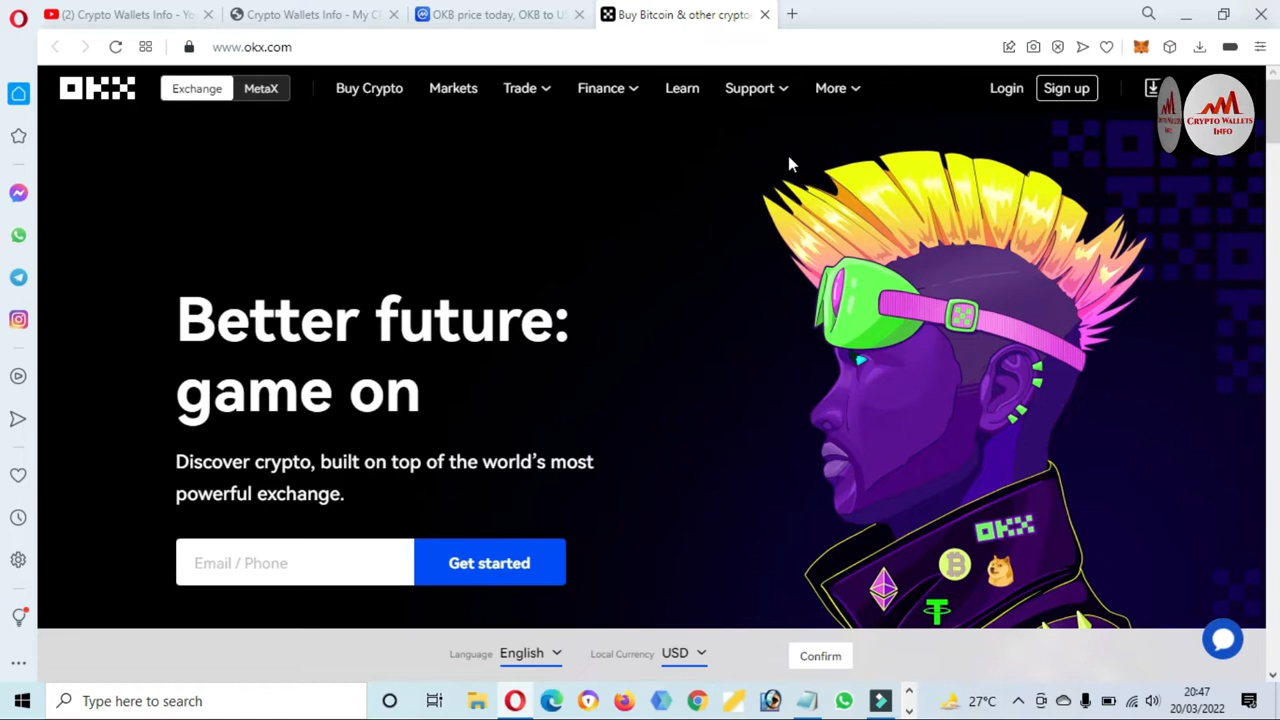 (2) Crypto Wallets Info - Yo
Crypto Wallets Info - My C
OKB price today, OKB to U
Buy Bitcoin & other crypto
www.okx.com
OKX
Exchange
MetaX
Buy Crypto
Markets
Trade
Finance
Learn
Support
More
Login
Sign up
CRYPTO WALLETS
INFO
Better future:
game on
Discover crypto, built on top of the world's most
powerful exchange.
Email / Phone
Get started
OKX
Language
English
Local Currency
USD
Confirm
Type here to search
27°C
20:47
20/03/2022